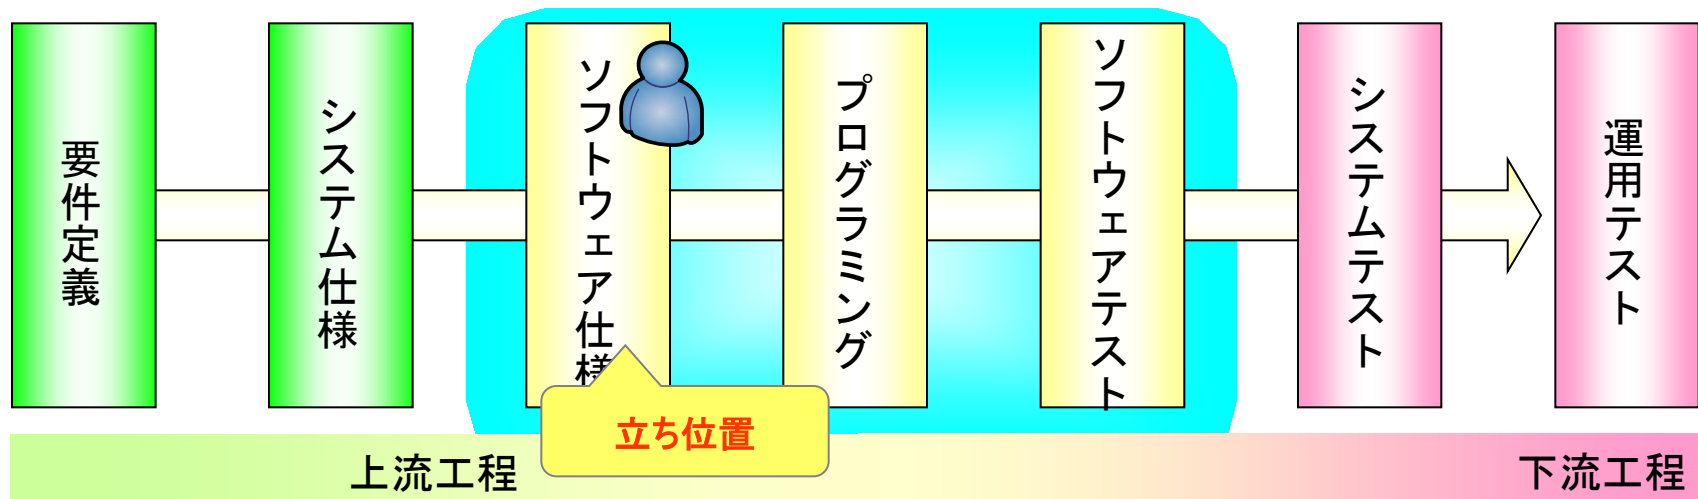 要件定義
システム仕様
ソフトウェア仕様
プログラミング
ソフトウェアテスト
システムテスト
運用テスト
立ち位置
上流工程
下流工程